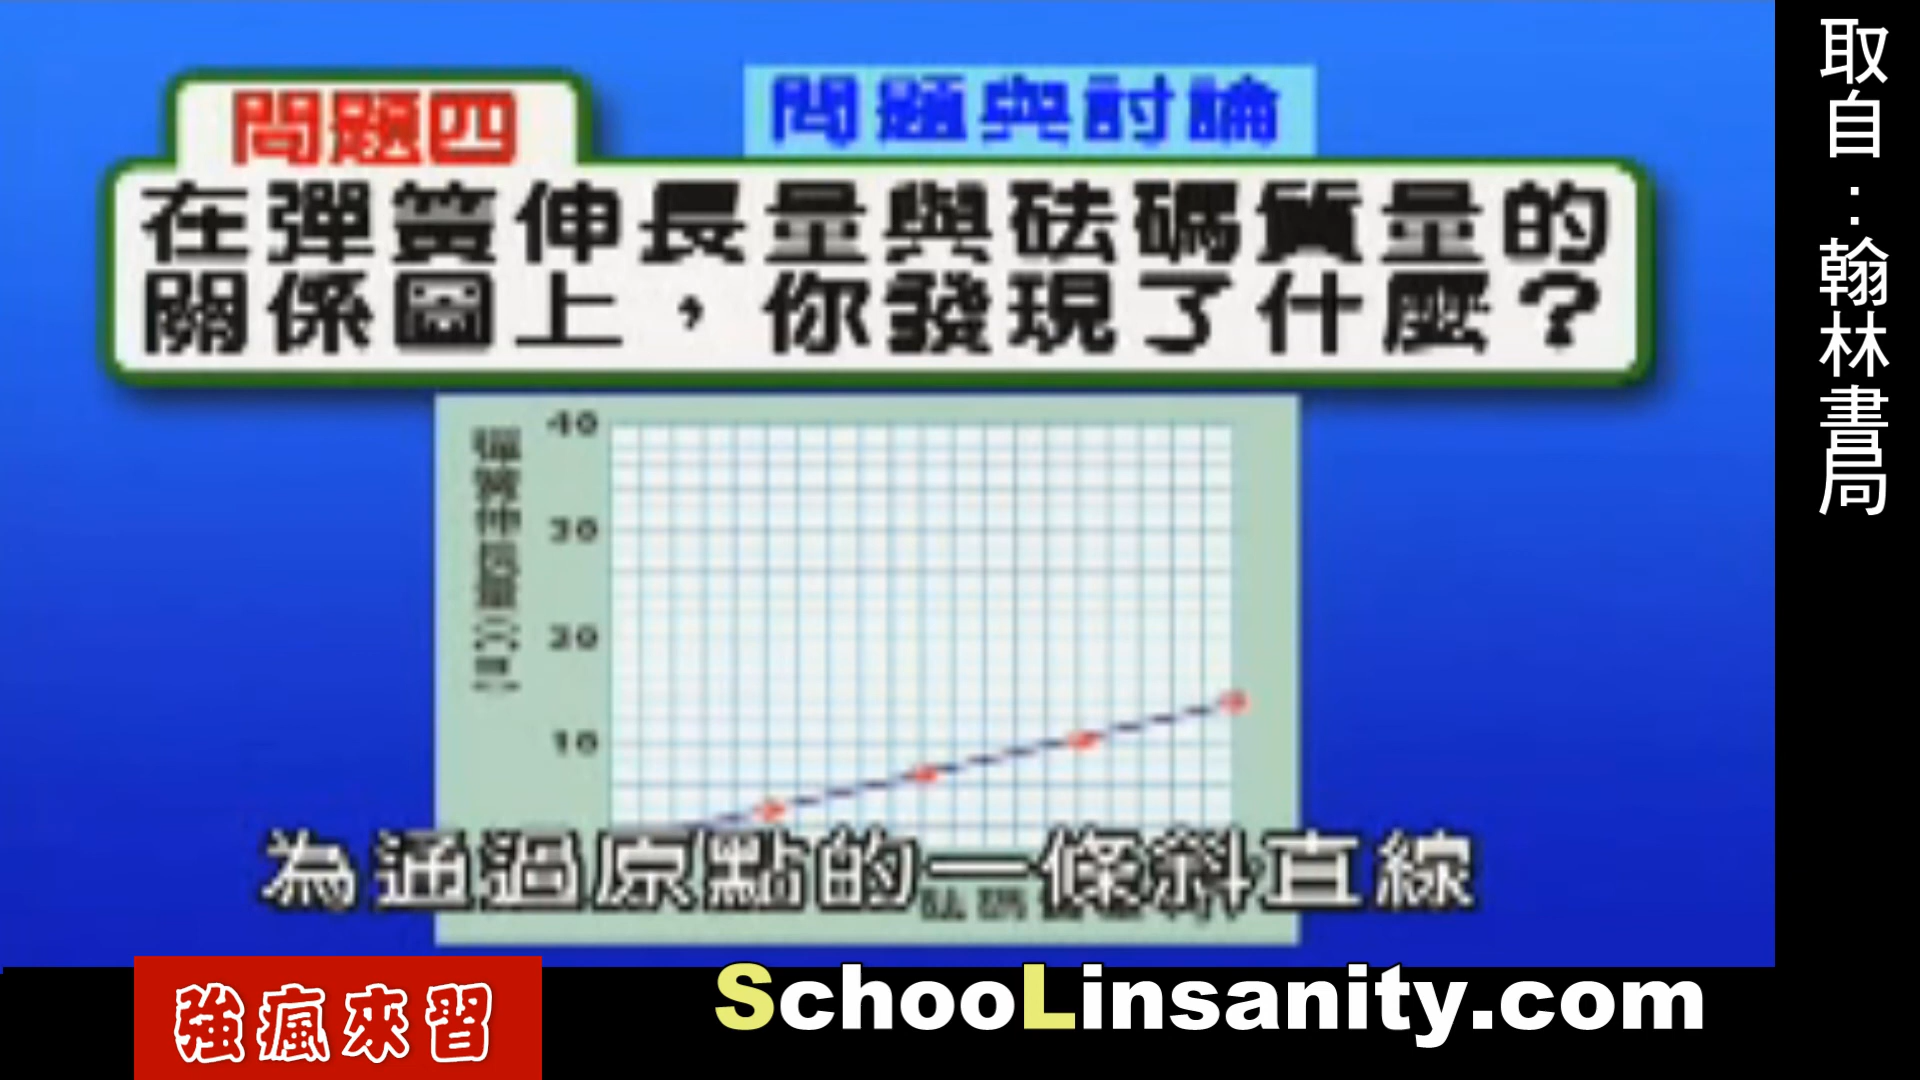 問題四
問題與討論
在彈簧伸長量與砝碼質量的
關係圖上，你發現了什麼？
40
30
20
10
為通過原點的一條斜直線
取自：翰林書局
強瘋來習
SchooLinsanity.com